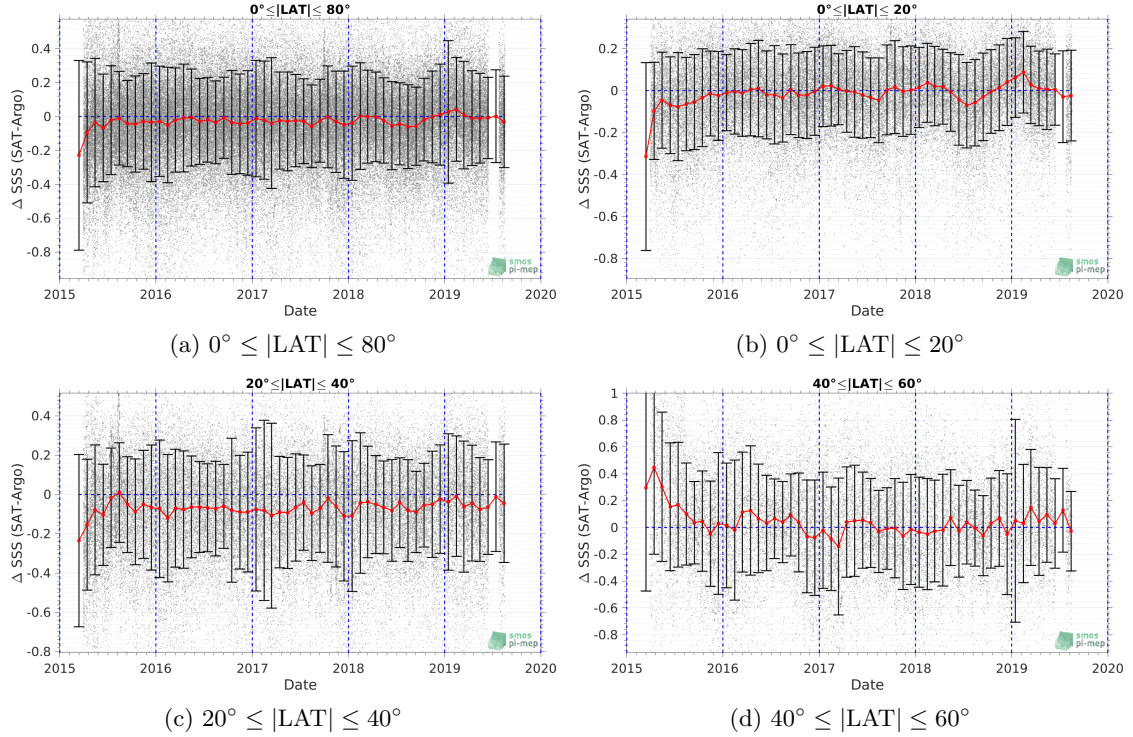 0°≤|LAT|≤ 80°
Δ SSS (SAT-Argo)
0.4
0.2
0
-0.2
-0.4
-0.6
-0.8
2015 2016 2017 2018 2019 2020
Date
smos
pi-mep
(a) 0° ≤ |LAT| ≤ 80°
0°≤|LAT|≤ 20°
Δ SSS (SAT-Argo)
0.2
0
-0.2
-0.4
-0.6
-0.8
2015 2016 2017 2018 2019 2020
Date
smos
pi-mep
(b) 0° ≤ |LAT| ≤ 20°
20°≤|LAT|≤ 40°
Δ SSS (SAT-Argo)
0.4
0.2
0
-0.2
-0.4
-0.6
-0.8
2015 2016 2017 2018 2019 2020
Date
smos
pi-mep
(c) 20° ≤ |LAT| ≤ 40°
40°≤|LAT|≤ 60°
Δ SSS (SAT-Argo)
1
0.8
0.6
0.4
0.2
0
-0.2
-0.4
-0.6
-0.8
2015 2016 2017 2018 2019 2020
Date
smos
pi-mep
(d) 40° ≤ |LAT| ≤ 60°